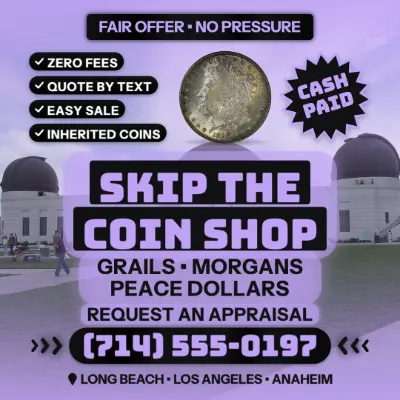 FAIR OFFER • NO PRESSURE
✓ ZERO FEES
✓ QUOTE BY TEXT
✓ EASY SALE
✓ INHERITED COINS
CASH
PAID
SKIP THE
COIN SHOP
GRAILS • MORGANS
PEACE DOLLARS
REQUEST AN APPRAISAL
(714) 555-0197
LONG BEACH • LOS ANGELES • ANAHEIM